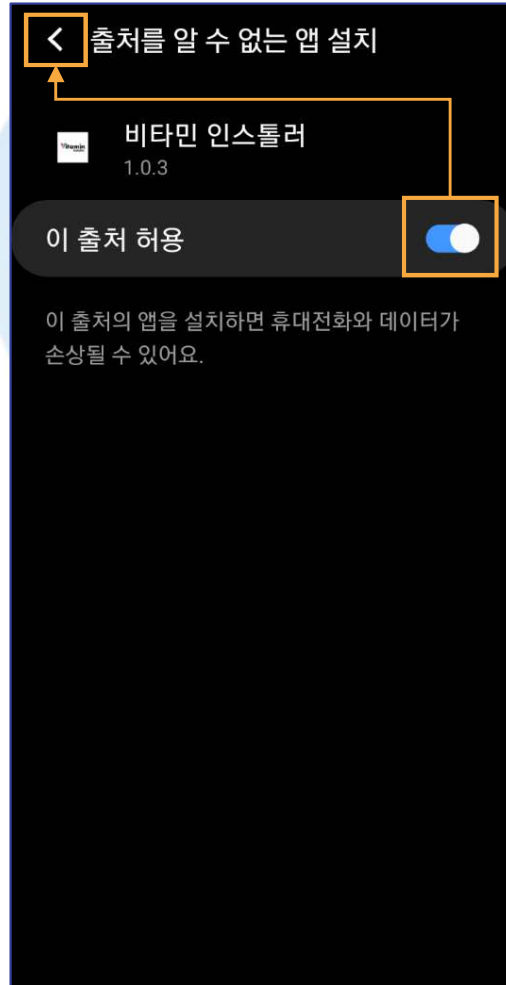 출처를 알 수 없는 앱 설치
Vitamin
비타민 인스톨러
1.0.3
이 출처 허용
이 출처의 앱을 설치하면 휴대전화와 데이터가
손상될 수 있어요.